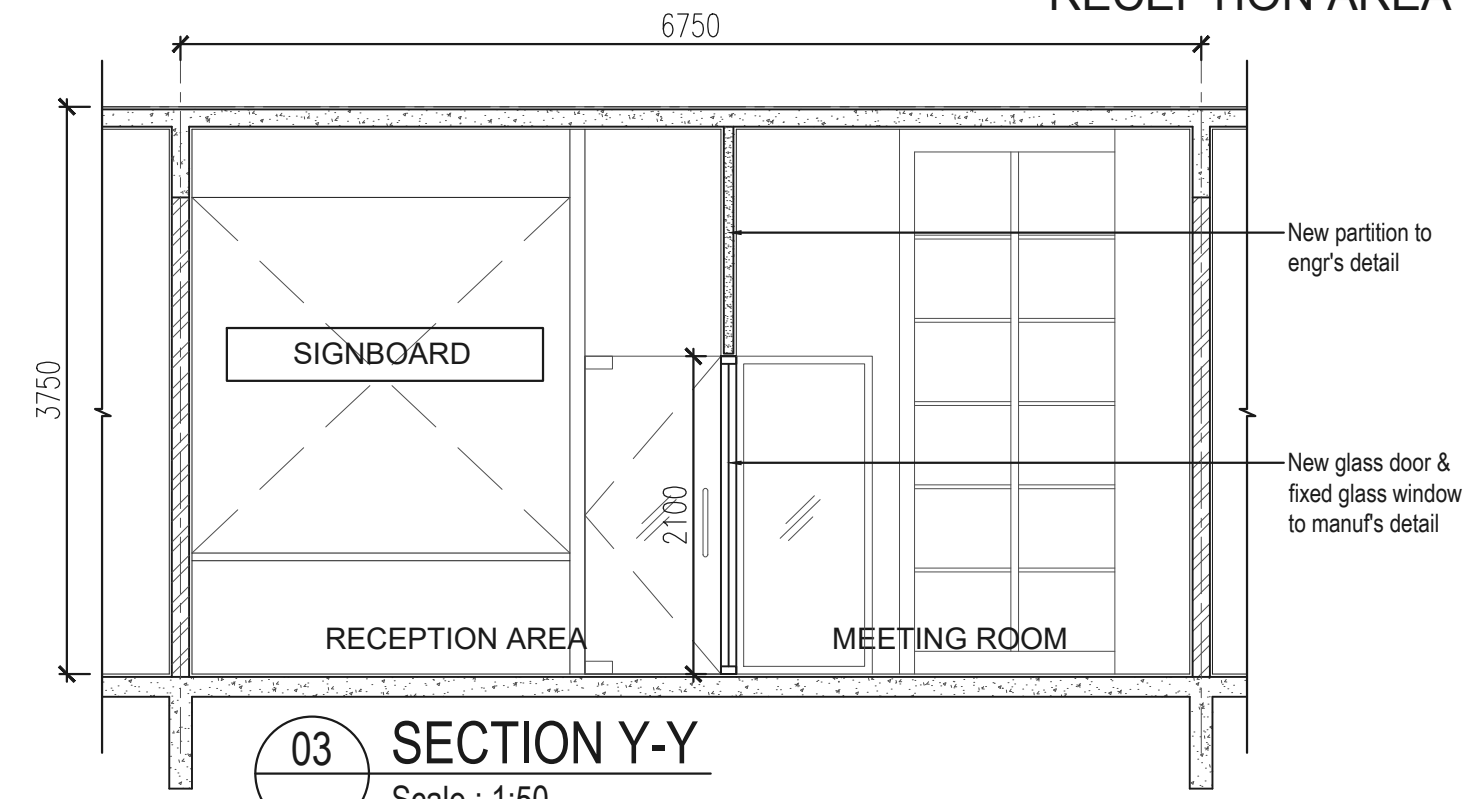 RECEPTION AREA
6750
3750
New partition to
engr's detail
SIGNBOARD
2100
New glass door &
fixed glass window
to manuf's detail
RECEPTION AREA
MEETING ROOM
03
SECTION Y-Y
Scale : 1:50